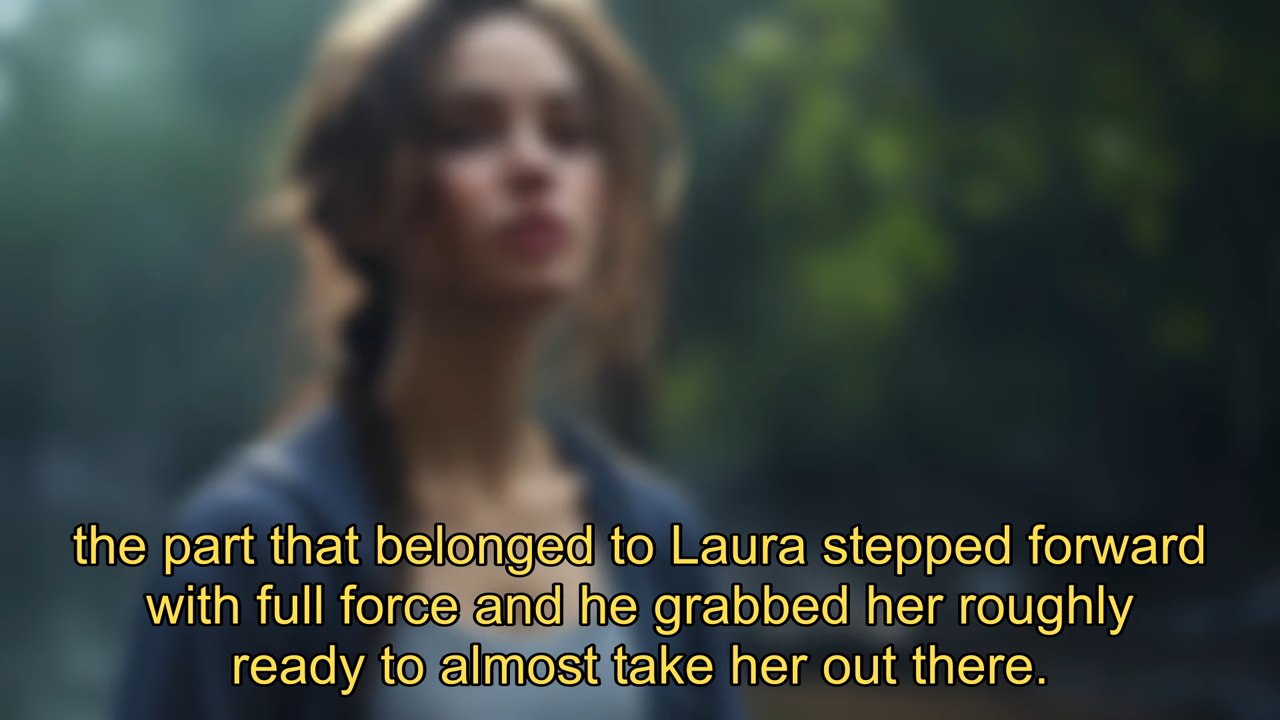 the part that belonged to Laura stepped forward
with full force and he grabbed her roughly
ready to almost take her out there.